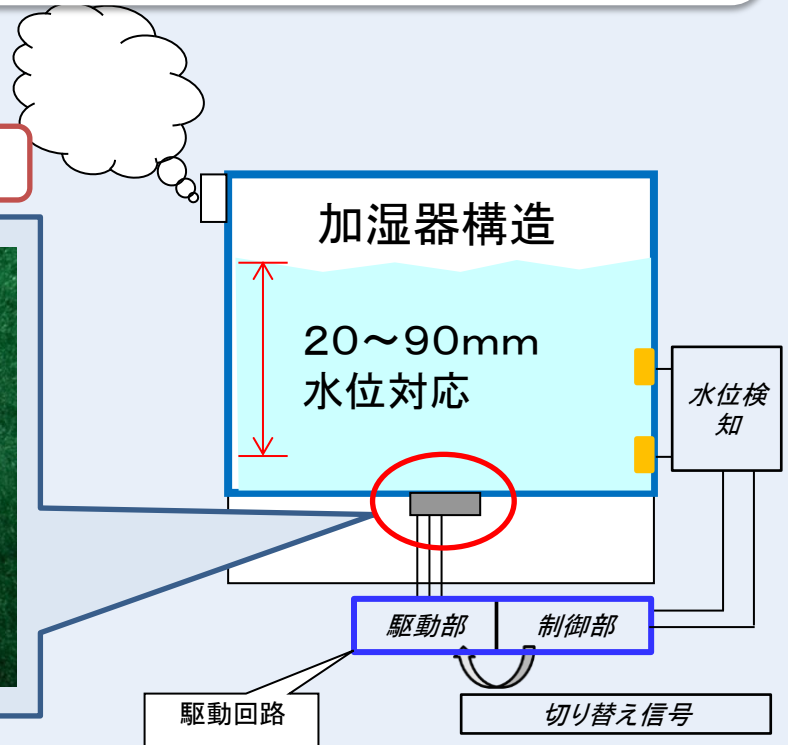 加湿器構造
20～90mm
水位対応
水位検
知
駆動部
制御部
駆動回路
切り替え信号